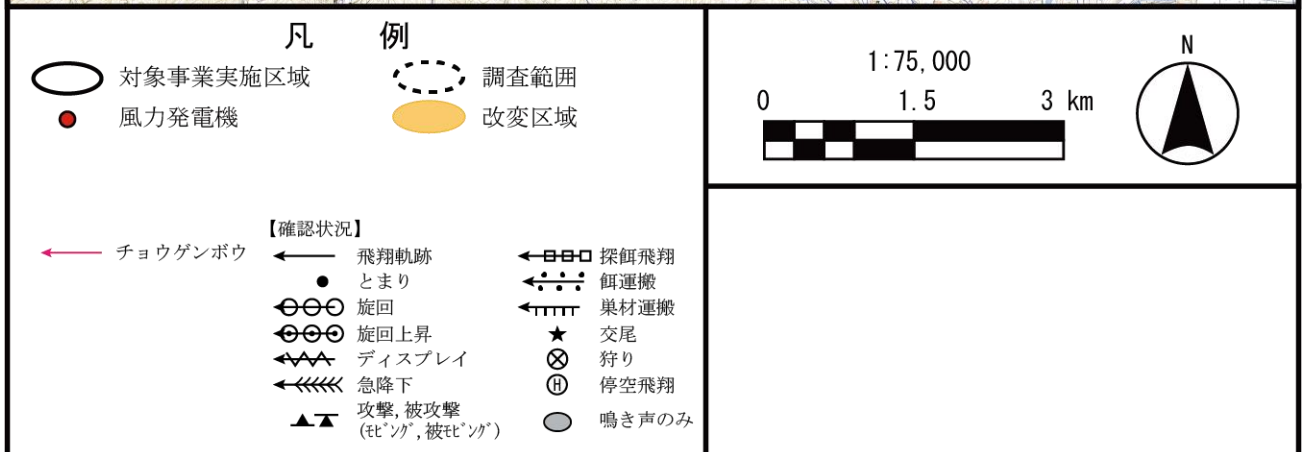 凡 例
対象事業実施区域
調査範囲
風力発電機
改変区域
チョウゲンボウ
【確認状況】
飛翔軌跡
とまり
旋回
旋回上昇
ディスプレイ
急降下
攻撃,被攻撃
(ﾓﾋﾞﾝｸﾞ,被ﾓﾋﾞﾝｸﾞ)
探餌飛翔
餌運搬
巣材運搬
交尾
狩り
H 停空飛翔
鳴き声のみ
1:75,000
0 1.5 3 km
N